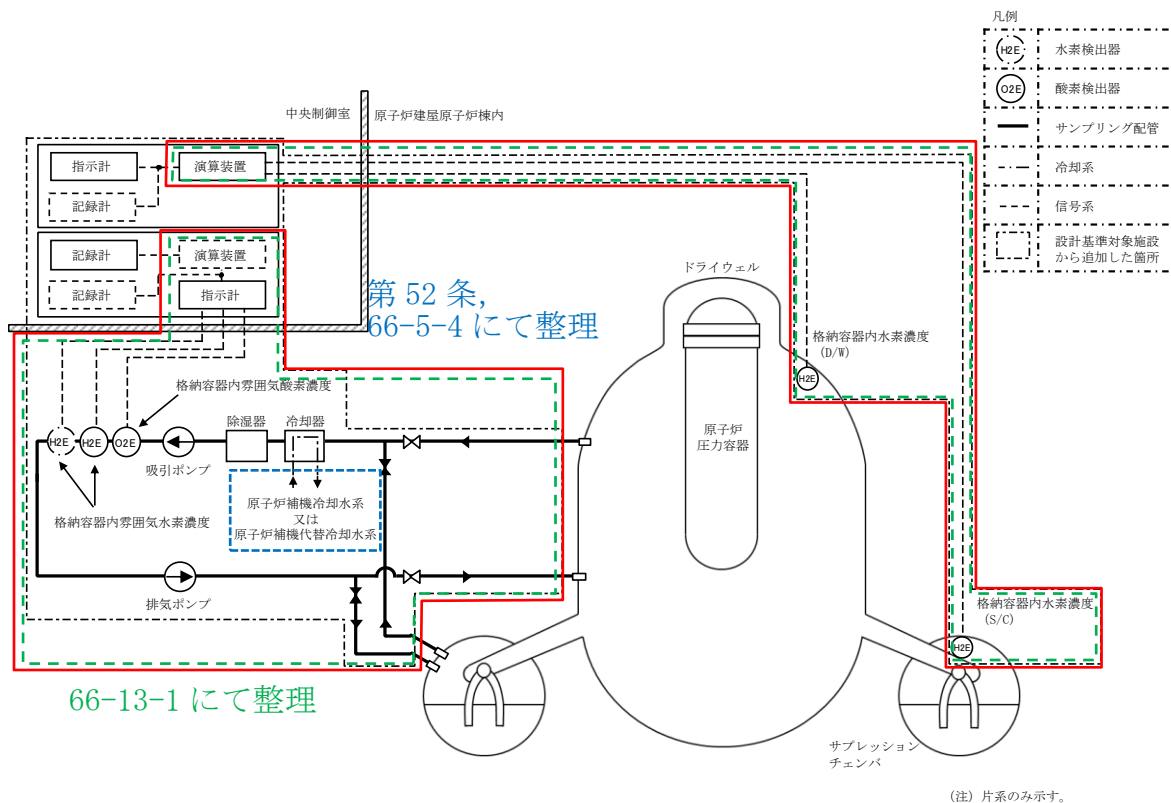 凡例
H2E 水素検出器
O2E 酸素検出器
サンプリング配管
冷却系
信号系
設計基準対象施設
から追加した箇所
中央制御室
原子炉建屋原子炉棟内
指示計
演算装置
記録計
記録計
演算装置
記録計
指示計
第 52 条,
66-5-4 にて整理
ドライウェル
格納容器内水素濃度
(D/W)
H2E
原子炉
圧力容器
格納容器内雰囲気酸素濃度
除湿器
冷却器
H2E
H2E
O2E
吸引ポンプ
原子炉補機冷却水系
又は
原子炉補機代替冷却水系
格納容器内雰囲気水素濃度
排気ポンプ
格納容器内水素濃度
(S/C)
H2E
66-13-1 にて整理
サプレッション
チェンバ
(注) 片系のみ示す。